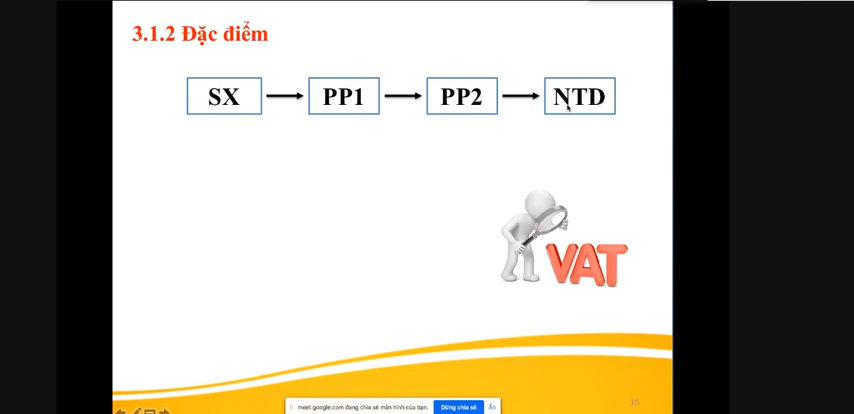 3.1.2 Đặc điểm
SX
PP1
PP2
NTD
VAT
meet.google.com đang chia sẻ màn hình của bạn.
Dừng chia sẻ
Ẩn
10